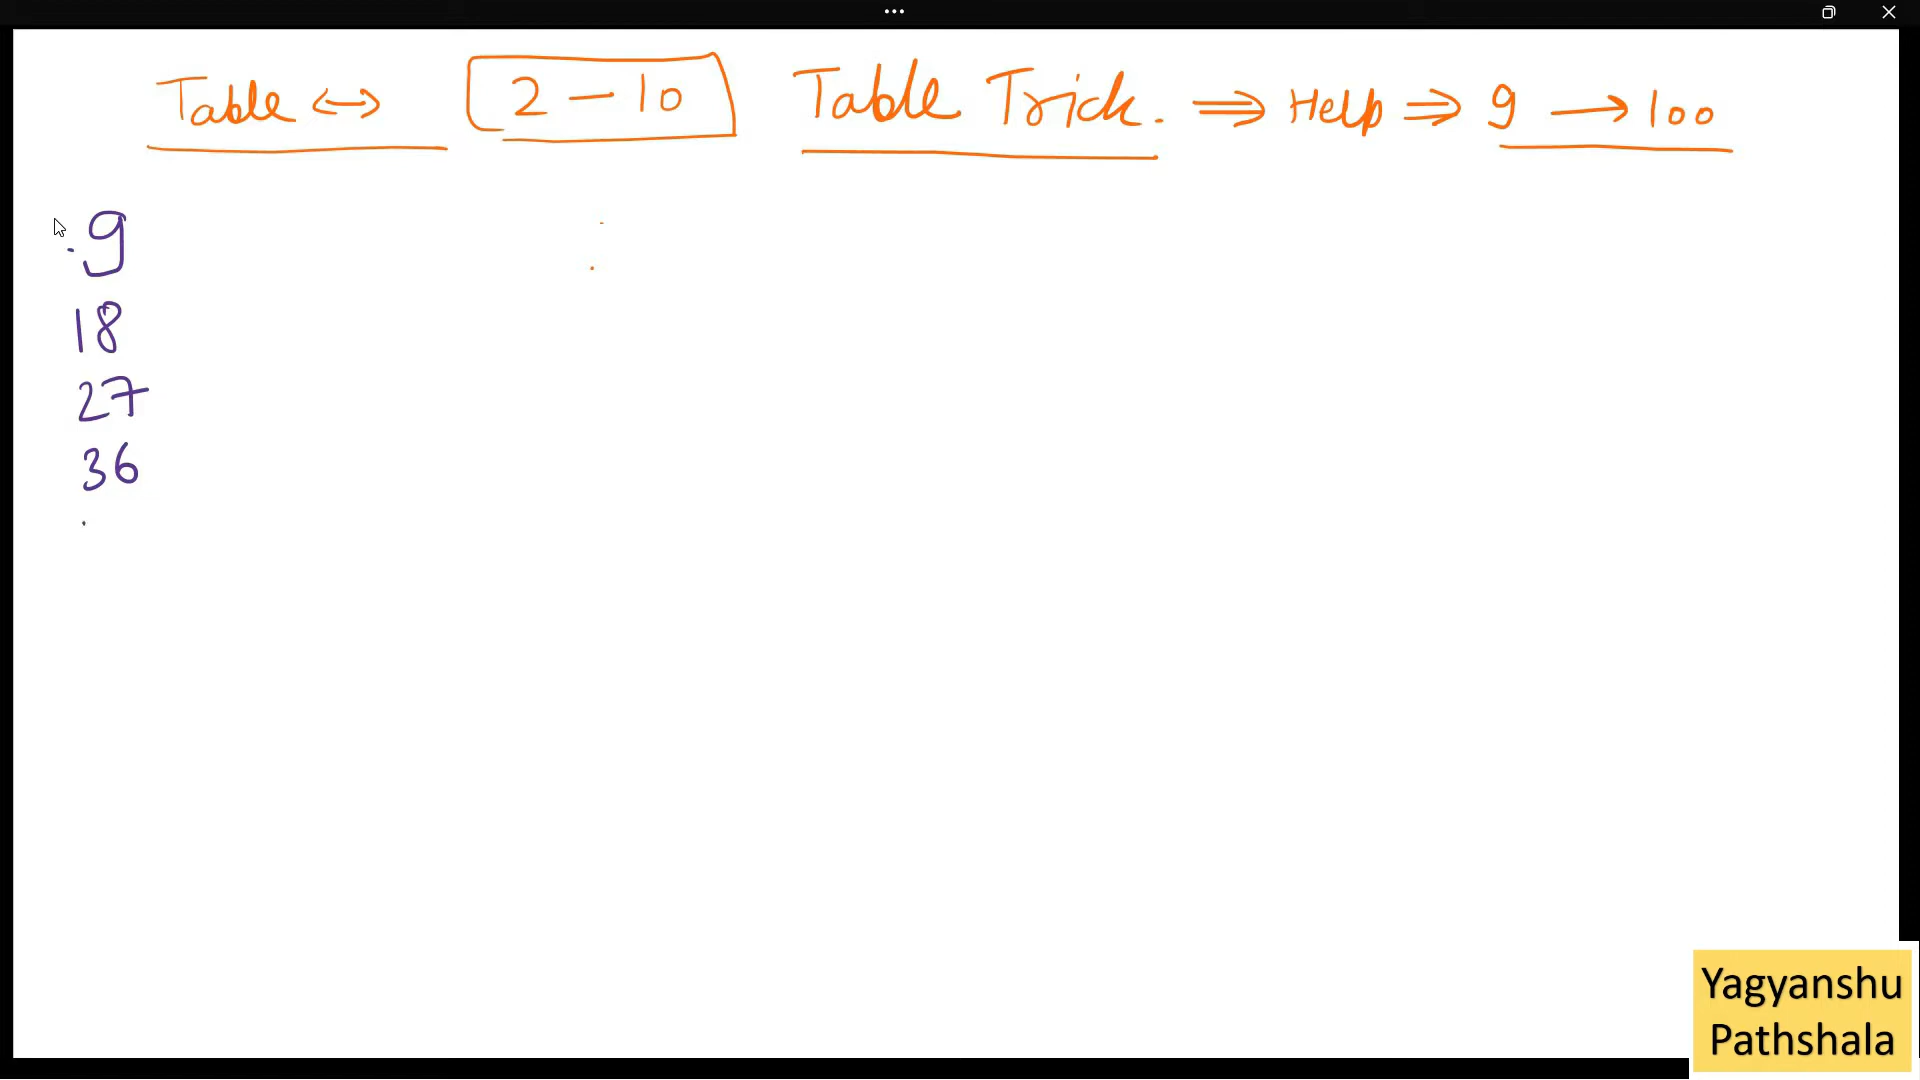 Table ↔ 2 – 10 Table Trick. ⇒ Help ⇒ 9 → 100
9
18
27
36
Yagyanshu
Pathshala